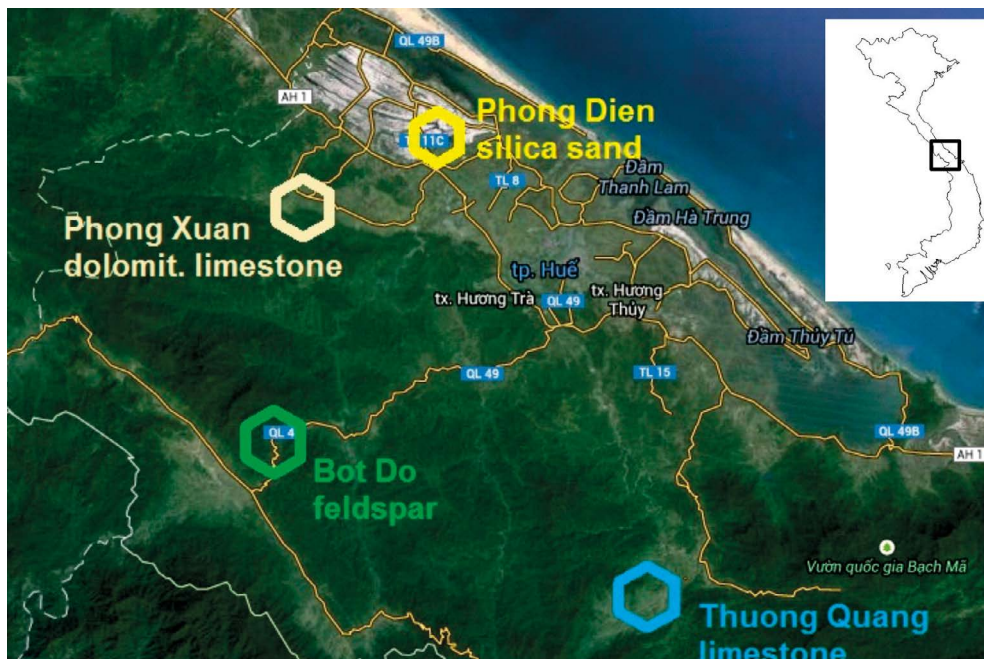 QL 49B
AH 1
Phong Dien
silica sand
11C
TL 8
Đầm
Thanh Lam
Đầm Hà Trung
Phong Xuan
dolomit. limestone
tp. Huế
tx. Hương Trà
QL 49
tx. Hương
Thủy
Đầm Thủy Tú
QL 49
TL 15
QL 4
QL 49B
AH 1
Bot Do
feldspar
Vườn quốc gia Bạch Mã
Thuong Quang
limestone